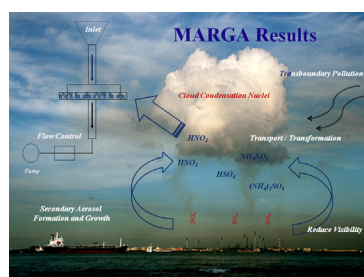 Inlet
MARGA Results
Transboundary Pollution
Cloud Condensation Nuclei
Flow Control
HNO2
Transport/ Transformation
Pump
HNO3
NH4NO3
HSO4
(NH4)2SO4
Secondary Aerosol
Formation and Growth
Reduce Visibility